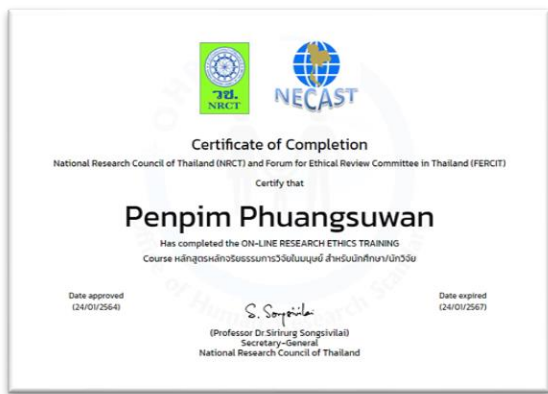 วช.
NRCT
NECAST
Certificate of Completion
National Research Council of Thailand (NRCT) and Forum for Ethical Review Committee in Thailand (FERCIT)
Certify that
Penpim Phuangsuwan
Has completed the ON-LINE RESEARCH ETHICS TRAINING
Course หลักสูตรหลักจริยธรรมการวิจัยในมนุษย์ สำหรับนักศึกษา/นักวิจัย
Date approved
(24/01/2564)
Date expired
(24/01/2567)
S. Songsivilai
(Professor Dr.Sirirurg Songsivilai)
Secretary-General
National Research Council of Thailand